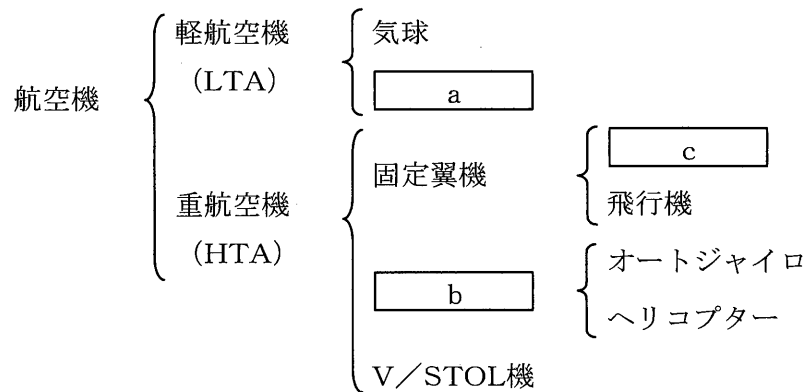 航空機
軽航空機
(LTA)
気球
a
重航空機
(HTA)
固定翼機
c
飛行機
b
オートジャイロ
ヘリコプター
V/STOL機